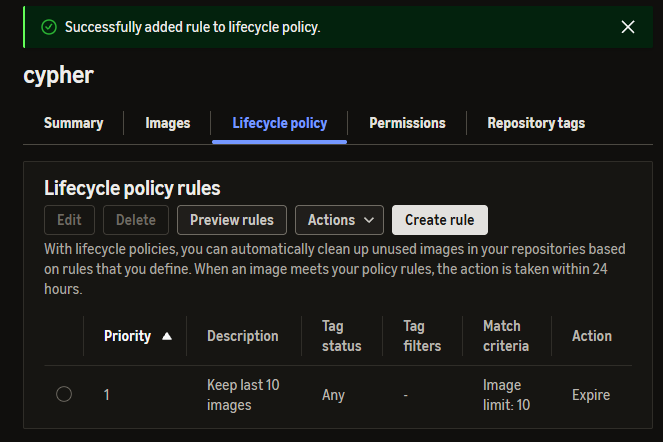 Successfully added rule to lifecycle policy.
cypher
Summary
Images
Lifecycle policy
Permissions
Repository tags
Lifecycle policy rules
Edit
Delete
Preview rules
Actions
Create rule
With lifecycle policies, you can automatically clean up unused images in your repositories based
on rules that you define. When an image meets your policy rules, the action is taken within 24
hours.
Priority
Description
Tag
status
Tag
filters
Match
criteria
Action
1
Keep last 10
images
Any
-
Image
limit: 10
Expire